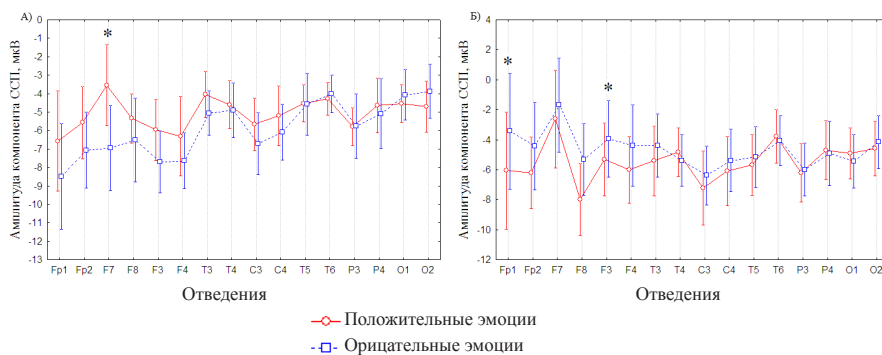 А)
Амплитуда компонента ССП, мкВ
0
-1
-2
-3
-4
-5
-6
-7
-8
-9
-10
-11
-12
-13
*
Fp1 Fp2 F7 F8 F3 F4 T3 T4 C3 C4 T5 T6 P3 P4 O1 O2
Отведения
Б)
Амплитуда компонента ССП, мкВ
4
2
0
-2
-4
-6
-8
-10
-12
*
*
Fp1 Fp2 F7 F8 F3 F4 T3 T4 C3 C4 T5 T6 P3 P4 O1 O2
Отведения
Положительные эмоции
Орицательные эмоции